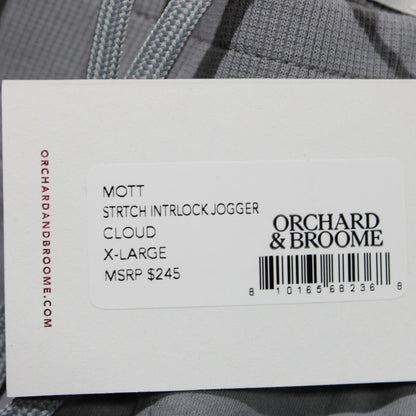 ORCHARDANDBROOME.COM
MOTT
STRTCH INTRLOCK JOGGER
CLOUD
X-LARGE
MSRP $245
ORCHARD
& BROOME
8 10165 68236 8